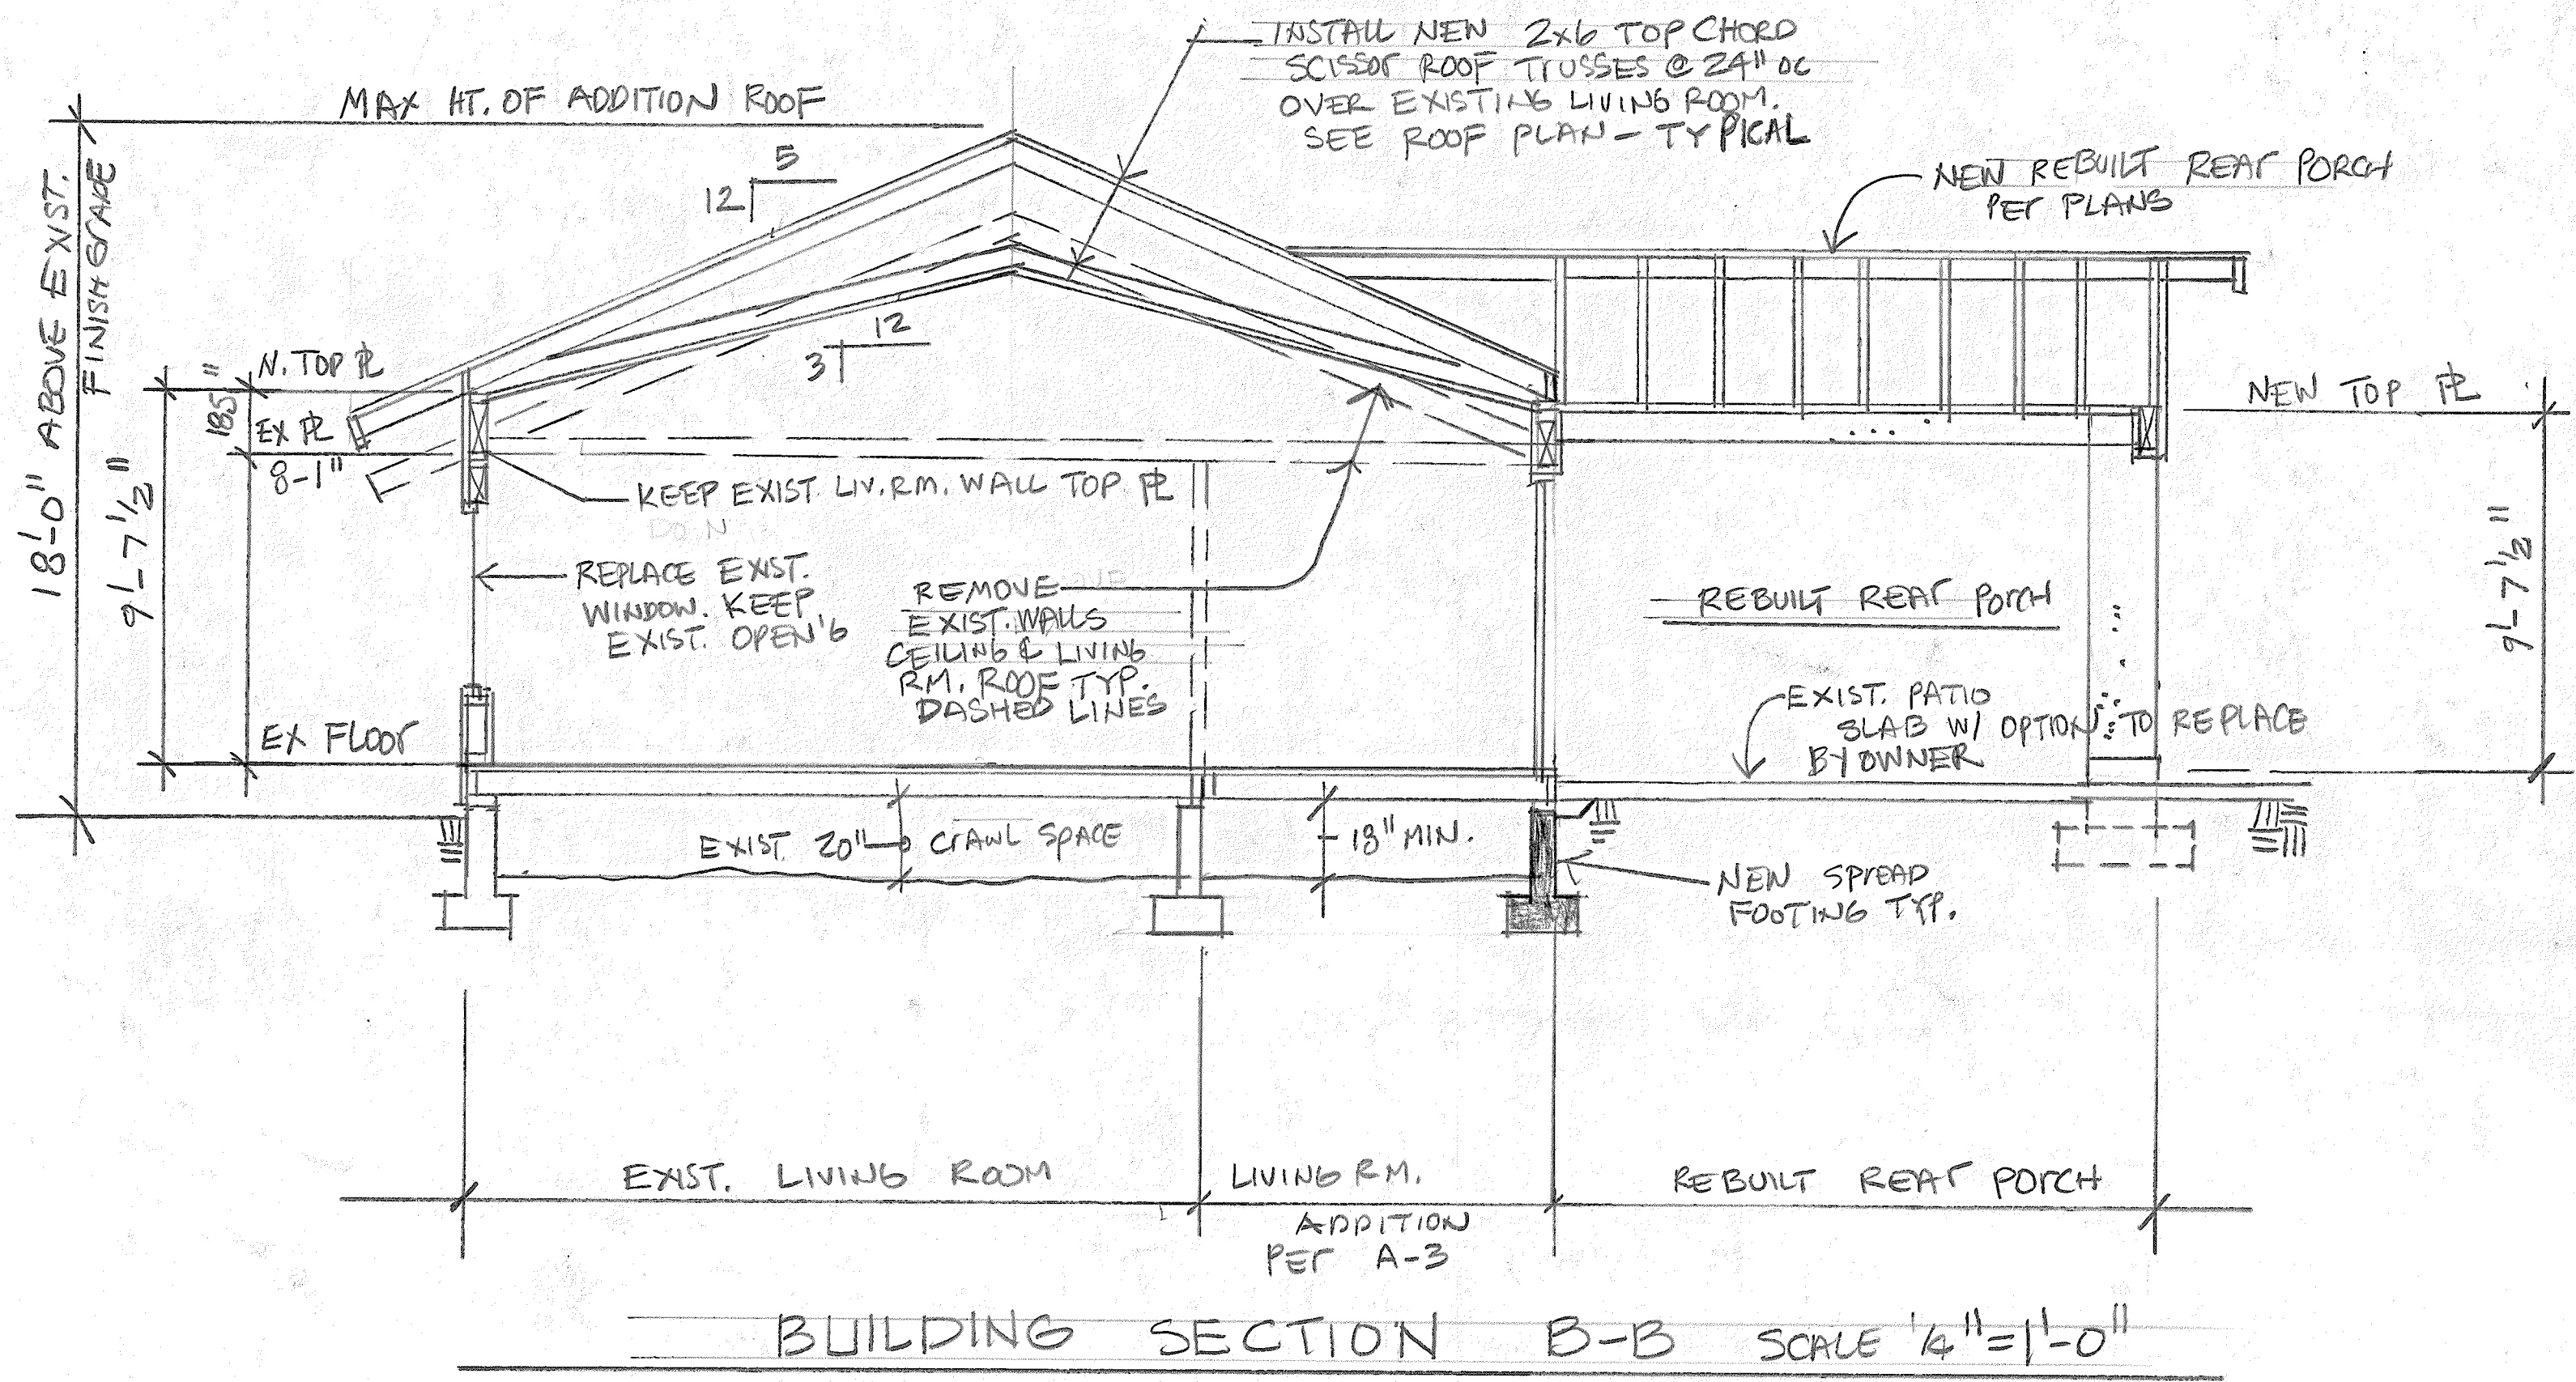 INSTALL NEW 2x6 TOP CHORD
SCISSOR ROOF TRUSSES @ 24" OC
OVER EXISTING LIVING ROOM.
SEE ROOF PLAN - TYPICAL
MAX HT. OF ADDITION ROOF
5
12
NEW REBUILT REAR PORCH
PER PLANS
18'-0" ABOVE EXIST.
FINISH GRADE
12
3
N. TOP PL
18.5"
EX PL
8-1"
9'-7 1/2"
NEW TOP PL
KEEP EXIST. LIV. RM. WALL TOP PL
REPLACE EXIST.
WINDOW. KEEP
EXIST. OPEN'G
REMOVE
EXIST. WALLS
CEILING & LIVING
RM. ROOF TYP.
DASHED LINES
REBUILT REAR PORCH
9'-7 1/2"
EXIST. PATIO
SLAB W/ OPTION TO REPLACE
BY OWNER
EX FLOOR
EXIST. 20" CRAWL SPACE
18" MIN.
NEW SPREAD
FOOTING TYP.
EXIST. LIVING ROOM
LIVING RM.
ADDITION
PER A-3
REBUILT REAR PORCH
BUILDING SECTION B-B SCALE 1/4"=1'-0"